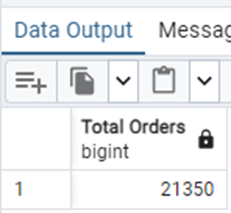 Data Output Messag
Total Orders
bigint
1 21350